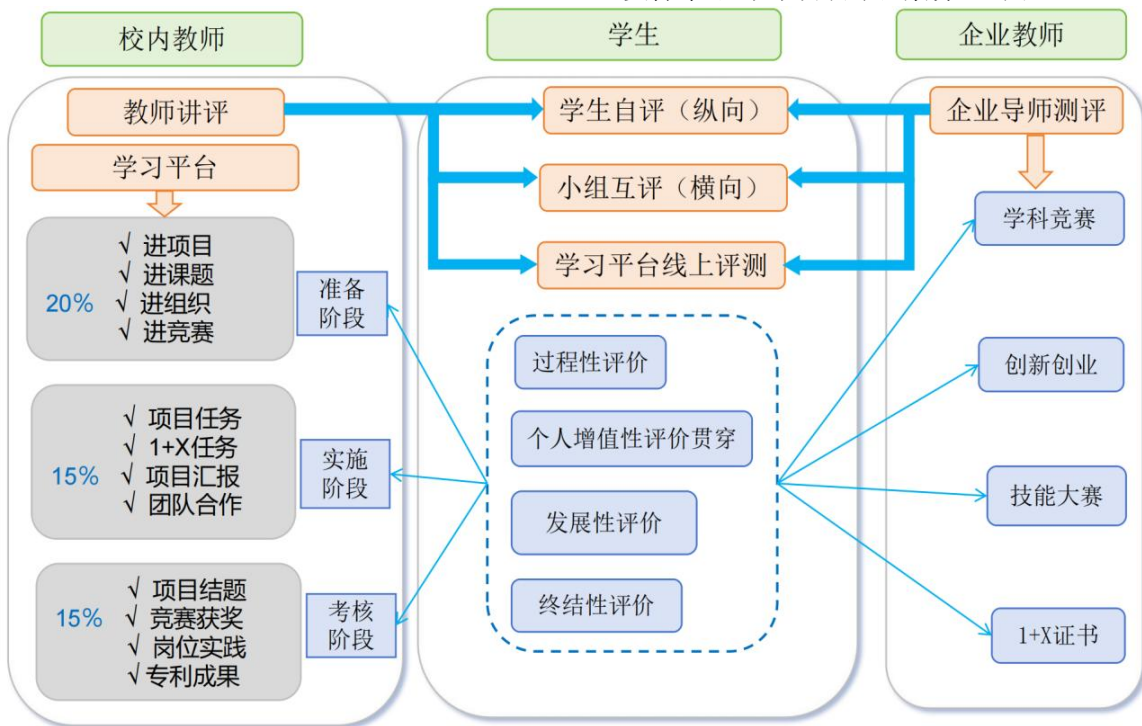 校内教师
学生
企业教师
教师讲评
学习平台
20%
√ 进项目
√ 进课题
√ 进组织
√ 进竞赛
准备
阶段
15%
√ 项目任务
√ 1+X任务
√ 项目汇报
√ 团队合作
实施
阶段
15%
√ 项目结题
√ 竞赛获奖
√ 岗位实践
√ 专利成果
考核
阶段
学生自评（纵向）
小组互评（横向）
学习平台线上评测
过程性评价
个人增值性评价贯穿
发展性评价
终结性评价
企业导师测评
学科竞赛
创新创业
技能大赛
1+X证书